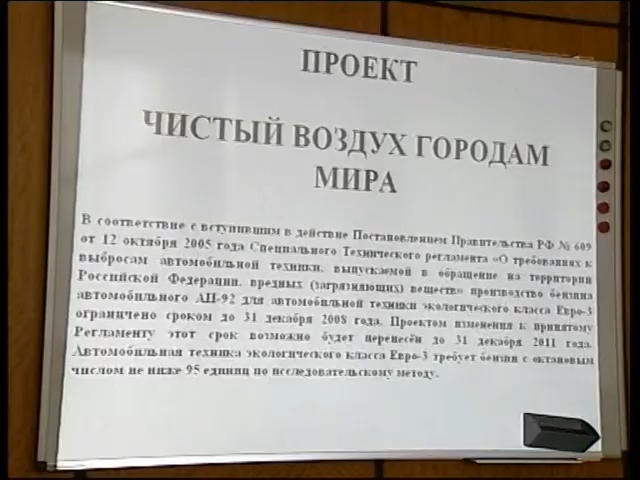 ПРОЕКТ
ЧИСТЫЙ ВОЗДУХ ГОРОДАМ
МИРА
В соответствие с вступившим в действие Постановлением Правительства РФ № 609
от 12 октября 2005 года Специального Технического регламента «О требованиях к
выбросам автомобильной техники, выпускаемой в обращение на территории
Российской Федерации, вредных (загрязняющих) веществ» производство бензина
автомобильного АИ-92 для автомобильной техники экологического класса Евро-3
ограничено сроком до 31 декабря 2008 года. Проектом изменения к принятому
Регламенту этот срок возможно будет перенесён до 31 декабря 2011 года.
Автомобильная техника экологического класса Евро-3 требует бензин с октановым
числом не ниже 95 единиц по исследовательскому методу.